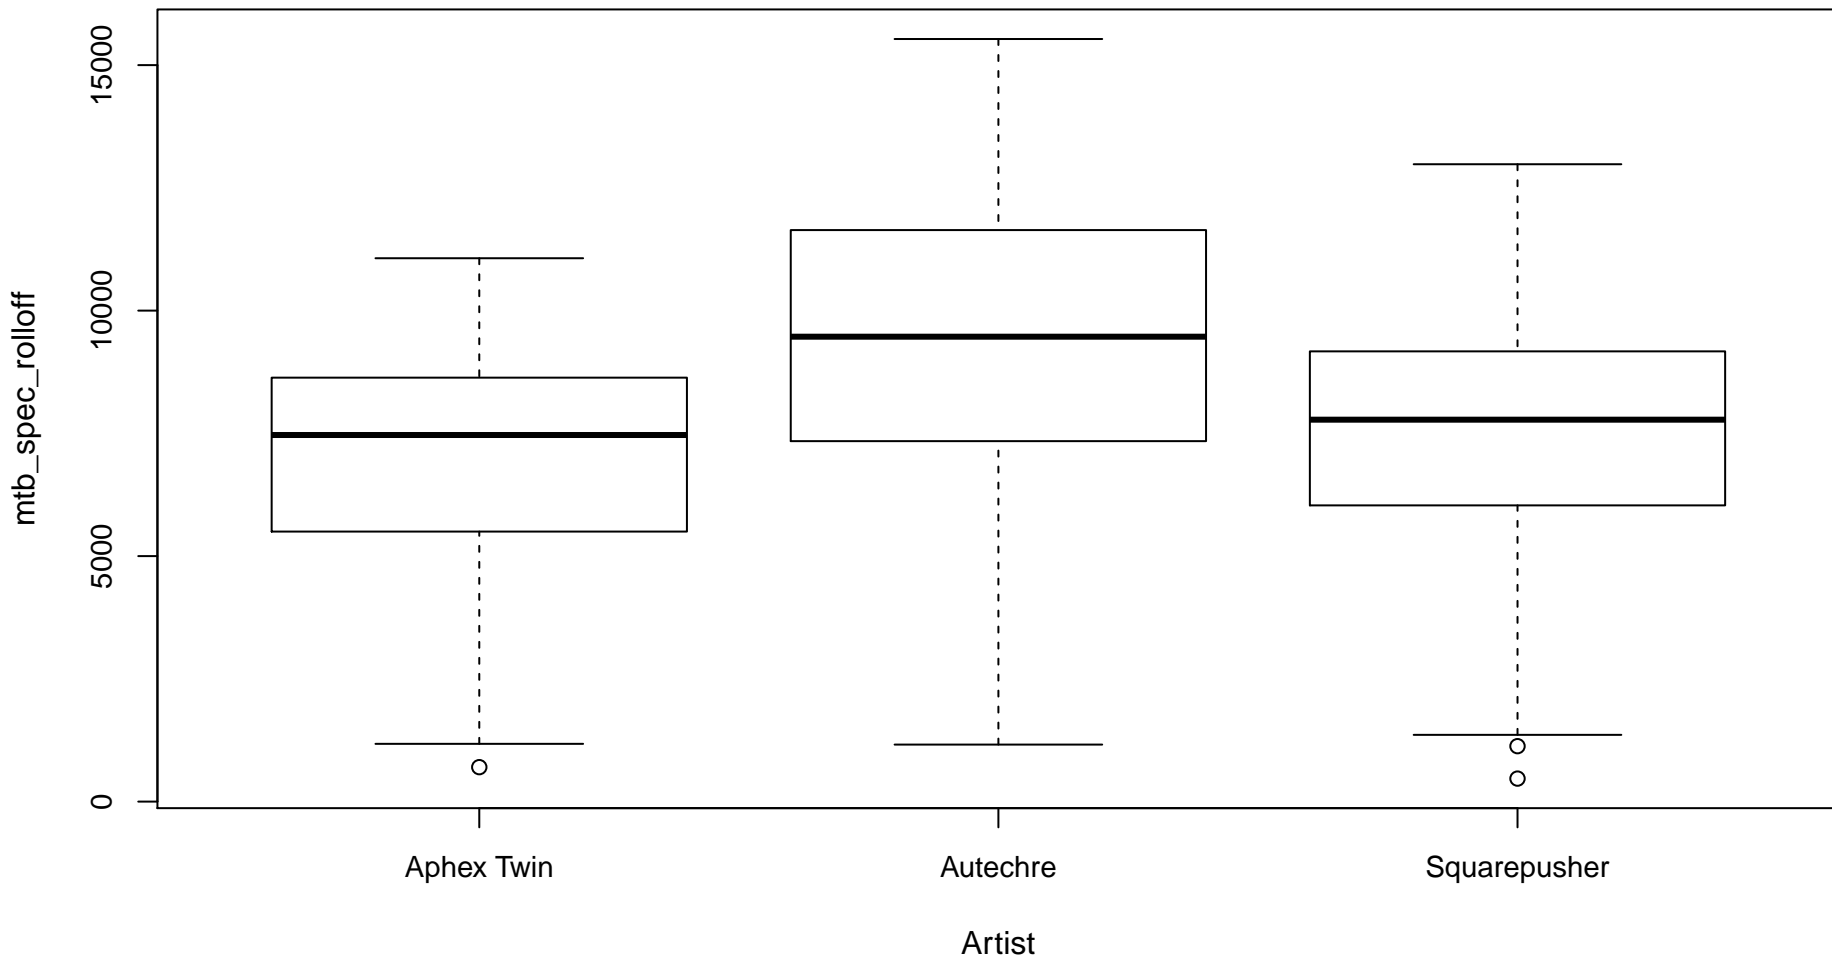 mtb_spec_rolloff
15000
10000
5000
0
Aphex Twin Autechre Squarepusher
Artist